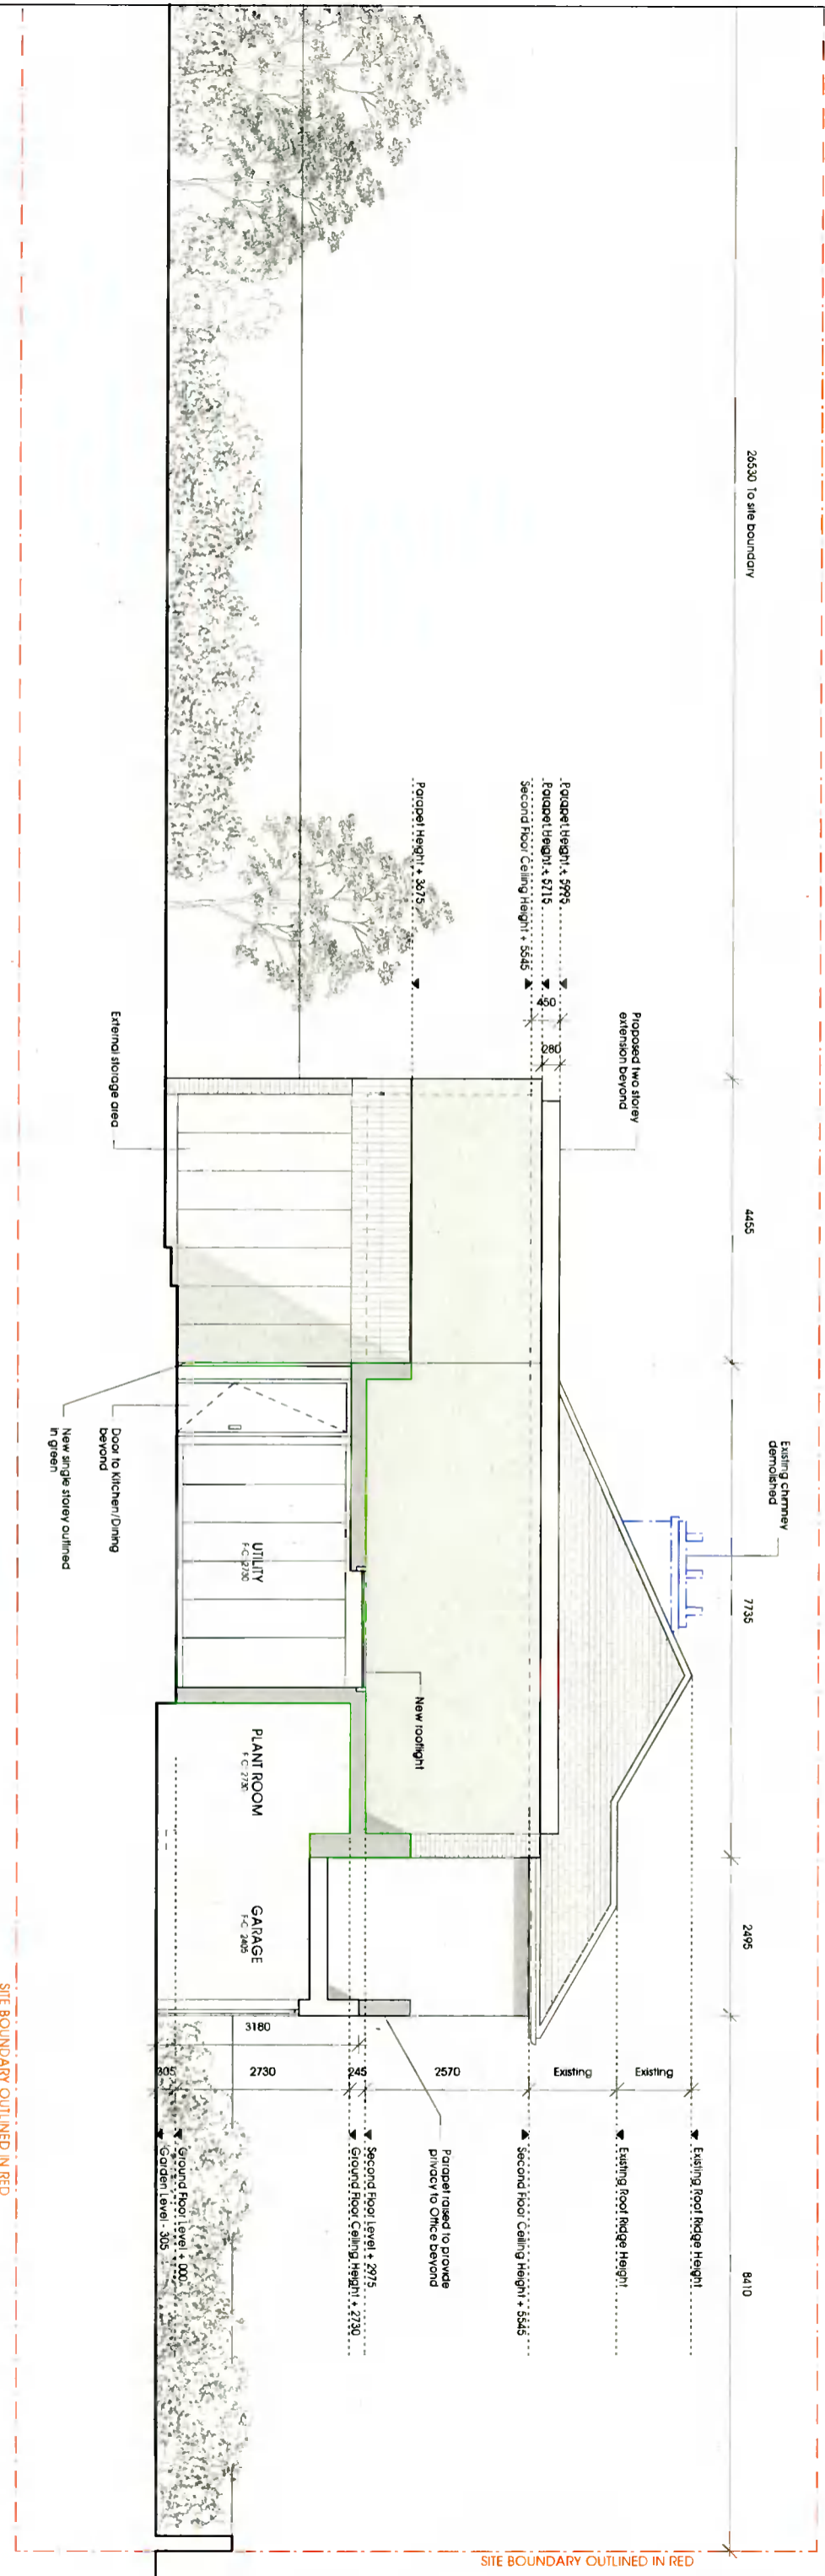 26530 To site boundary
4455
7735
2495
8410
Existing chimney
demolished
Proposed two storey
extension beyond
Parapet Height + 5995
Parapet Height + 5715
Second Floor Ceiling Height + 5545
450
280
Parapet Height + 3675
Existing Roof Ridge Height
Existing Roof Ridge Height
Second Floor Ceiling Height + 5545
Existing
Existing
2570
245
2730
305
3180
New rooflight
Parapet raised to provide
privacy to Office beyond
Second Floor Level + 2975
Ground Floor Ceiling Height + 2730
UTILITY
F-C: 2730
PLANT ROOM
F-C: 2730
GARAGE
F-C: 2405
Ground Floor Level + 000
Garden Level - 305
External storage area
Door to Kitchen/Dining
beyond
New single storey outlined
in green
SITE BOUNDARY OUTLINED IN RED
SITE BOUNDARY OUTLINED IN RED